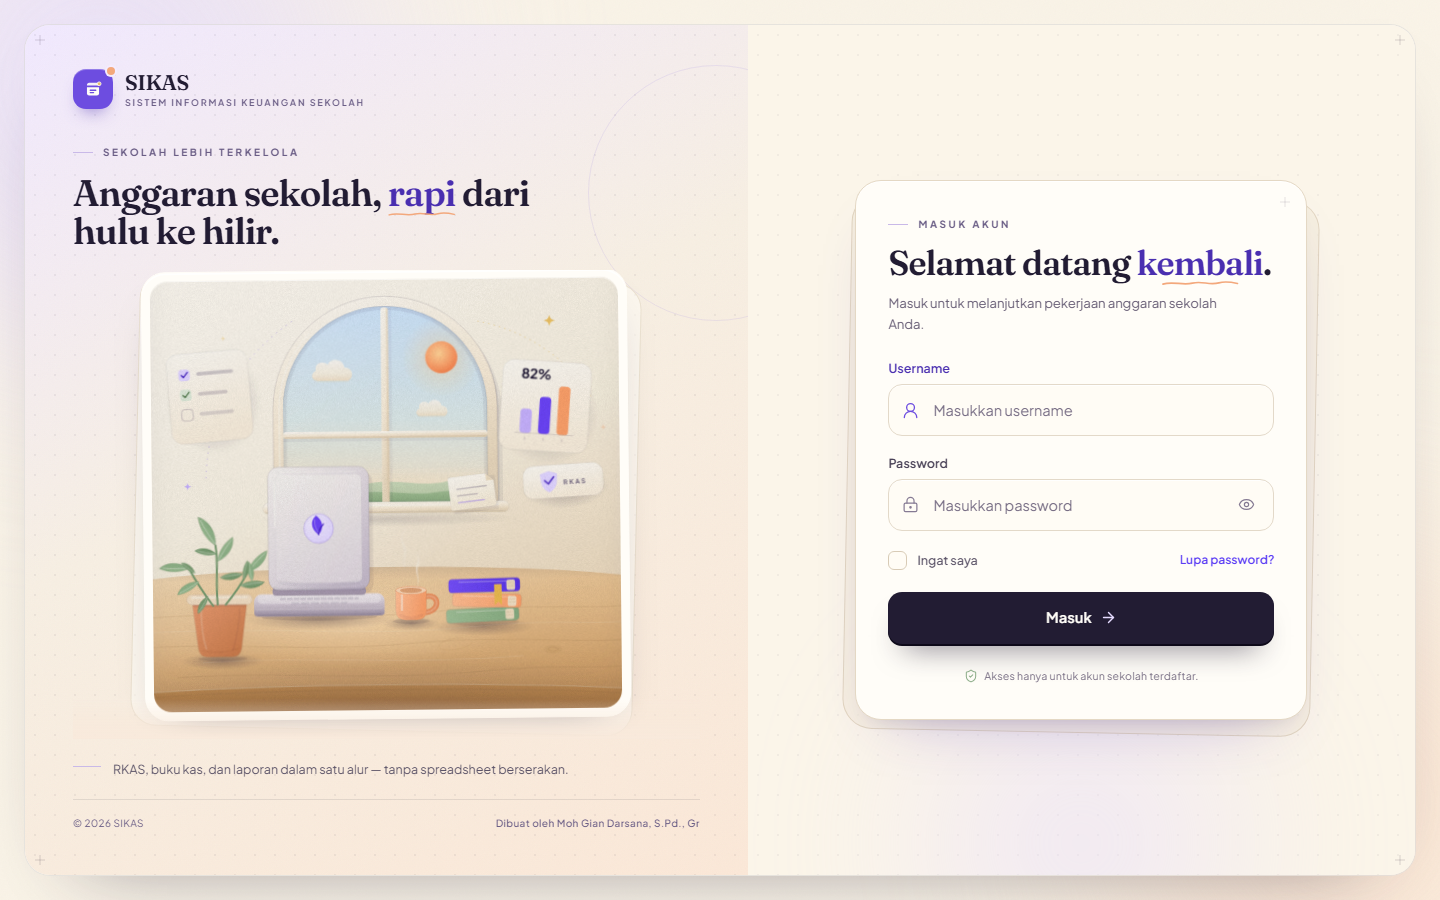 SIKAS
SISTEM INFORMASI KEUANGAN SEKOLAH
SEKOLAH LEBIH TERKELOLA
Anggaran sekolah, rapi dari
hulu ke hilir.
82%
RKAS
RKAS, buku kas, dan laporan dalam satu alur — tanpa spreadsheet berserakan.
© 2026 SIKAS
Dibuat oleh Moh Gian Darsana, S.Pd., Gr
MASUK AKUN
Selamat datang kembali.
Masuk untuk melanjutkan pekerjaan anggaran sekolah
Anda.
Username
Masukkan username
Password
Masukkan password
Ingat saya
Lupa password?
Masuk
Akses hanya untuk akun sekolah terdaftar.